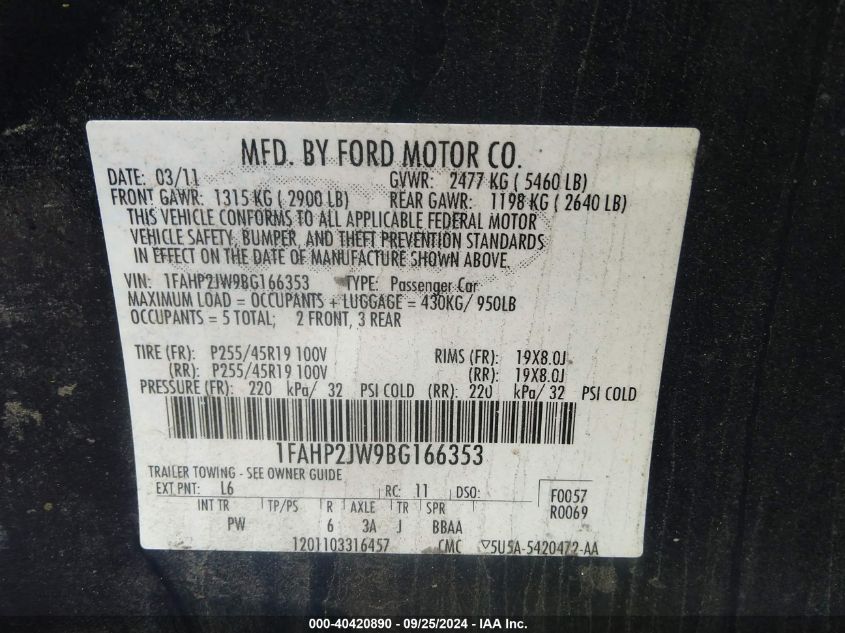 MFD. BY FORD MOTOR CO.
DATE: 03/11 GVWR: 2477 KG ( 5460 LB)
FRONT GAWR: 1315 KG ( 2900 LB) REAR GAWR: 1198 KG ( 2640 LB)
THIS VEHICLE CONFORMS TO ALL APPLICABLE FEDERAL MOTOR
VEHICLE SAFETY, BUMPER, AND THEFT PREVENTION STANDARDS
IN EFFECT ON THE DATE OF MANUFACTURE SHOWN ABOVE.
VIN: 1FAHP2JW9BG166353 TYPE: Passenger Car
MAXIMUM LOAD = OCCUPANTS + LUGGAGE = 430KG/ 950LB
OCCUPANTS = 5 TOTAL; 2 FRONT, 3 REAR
TIRE (FR): P255/45R19 100V RIMS (FR): 19X8.0J
(RR): P255/45R19 100V (RR): 19X8.0J
PRESSURE (FR): 220 kPa/ 32 PSI COLD (RR): 220 kPa/ 32 PSI COLD
1FAHP2JW9BG166353
TRAILER TOWING - SEE OWNER GUIDE
EXT PNT: L6 RC: 11 DSO: F0057
INT TR TP/PS R AXLE TR SPR R0069
PW 6 3A J BBAA
1201103316457 CMC ▽5U5A-5420472-AA
000-40420890 - 09/25/2024 - IAA Inc.